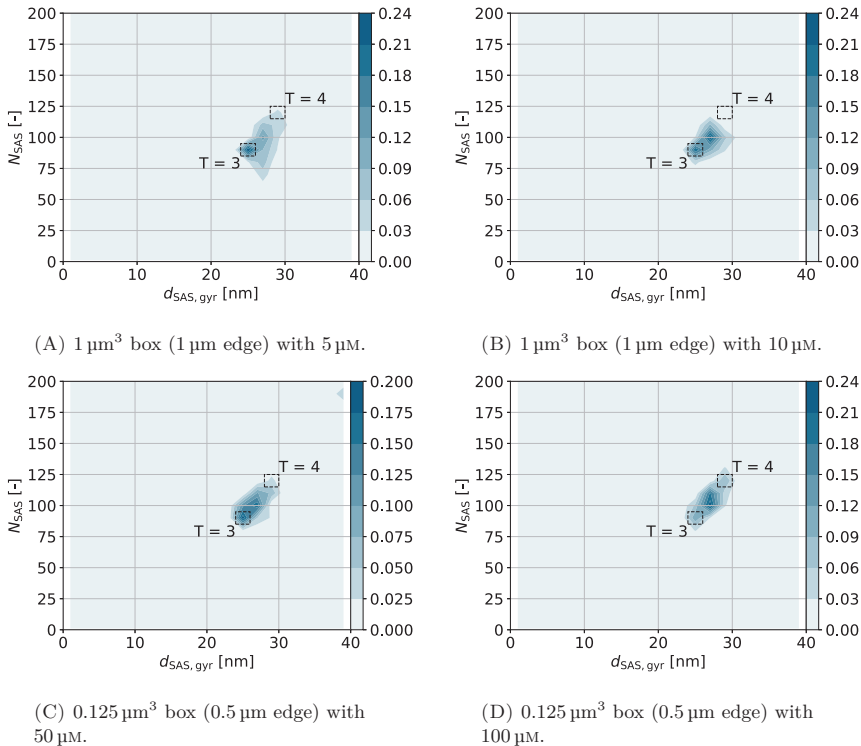 200
175
150
125
100
75
50
25
0
N_SAS [-]
0 10 20 30 40
d_SAS, gyr [nm]
T = 4
T = 3
0.24
0.21
0.18
0.15
0.12
0.09
0.06
0.03
0.00
200
175
150
125
100
75
50
25
0
N_SAS [-]
0 10 20 30 40
d_SAS, gyr [nm]
T = 4
T = 3
0.24
0.21
0.18
0.15
0.12
0.09
0.06
0.03
0.00
(A) 1 µm³ box (1 µm edge) with 5 µM.
(B) 1 µm³ box (1 µm edge) with 10 µM.
200
175
150
125
100
75
50
25
0
N_SAS [-]
0 10 20 30 40
d_SAS, gyr [nm]
T = 4
T = 3
0.200
0.175
0.150
0.125
0.100
0.075
0.050
0.025
0.000
200
175
150
125
100
75
50
25
0
N_SAS [-]
0 10 20 30 40
d_SAS, gyr [nm]
T = 4
T = 3
0.24
0.21
0.18
0.15
0.12
0.09
0.06
0.03
0.00
(C) 0.125 µm³ box (0.5 µm edge) with
50 µM.
(D) 0.125 µm³ box (0.5 µm edge) with
100 µM.